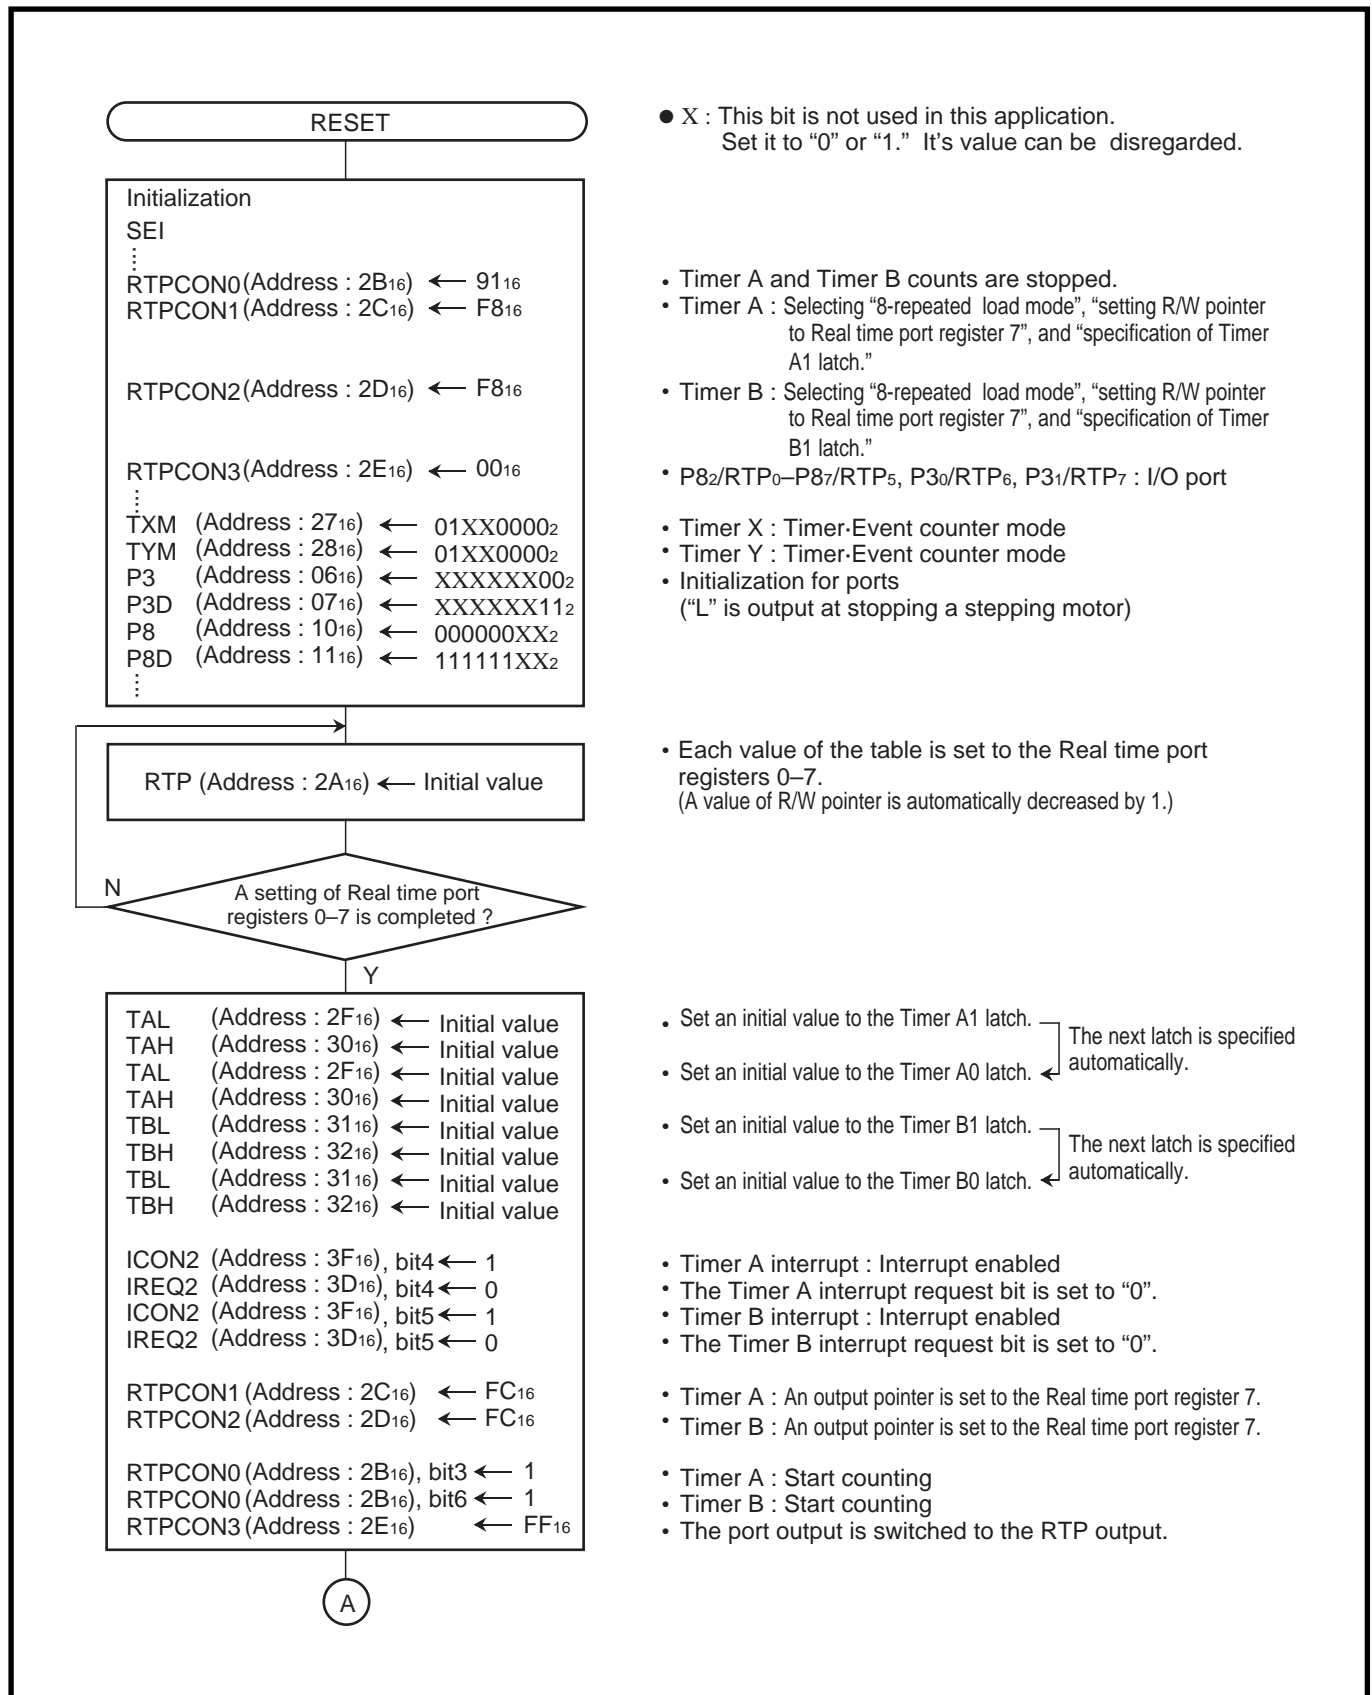 RESET
● X : This bit is not used in this application.
Set it to “0” or “1.” It’s value can be disregarded.
Initialization
SEI
RTPCON0 (Address : 2B16) ← 9116
• Timer A and Timer B counts are stopped.
RTPCON1 (Address : 2C16) ← F816
• Timer A : Selecting “8-repeated load mode”, “setting R/W pointer
to Real time port register 7”, and “specification of Timer
A1 latch.”
RTPCON2 (Address : 2D16) ← F816
• Timer B : Selecting “8-repeated load mode”, “setting R/W pointer
to Real time port register 7”, and “specification of Timer
B1 latch.”
RTPCON3 (Address : 2E16) ← 0016
• P82/RTP0–P87/RTP5, P30/RTP6, P31/RTP7 : I/O port
TXM (Address : 2716) ← 01XX00002
• Timer X : Timer·Event counter mode
TYM (Address : 2816) ← 01XX00002
• Timer Y : Timer·Event counter mode
P3 (Address : 0616) ← XXXXXX002
• Initialization for ports
P3D (Address : 0716) ← XXXXXX112
(“L” is output at stopping a stepping motor)
P8 (Address : 1016) ← 000000XX2
P8D (Address : 1116) ← 111111XX2
RTP (Address : 2A16) ← Initial value
• Each value of the table is set to the Real time port
registers 0–7.
(A value of R/W pointer is automatically decreased by 1.)
N
A setting of Real time port
registers 0–7 is completed ?
Y
TAL (Address : 2F16) ← Initial value
• Set an initial value to the Timer A1 latch.
TAH (Address : 3016) ← Initial value
The next latch is specified
automatically.
TAL (Address : 2F16) ← Initial value
• Set an initial value to the Timer A0 latch.
TAH (Address : 3016) ← Initial value
TBL (Address : 3116) ← Initial value
• Set an initial value to the Timer B1 latch.
TBH (Address : 3216) ← Initial value
The next latch is specified
automatically.
TBL (Address : 3116) ← Initial value
• Set an initial value to the Timer B0 latch.
TBH (Address : 3216) ← Initial value
ICON2 (Address : 3F16), bit4 ← 1
• Timer A interrupt : Interrupt enabled
IREQ2 (Address : 3D16), bit4 ← 0
• The Timer A interrupt request bit is set to “0”.
ICON2 (Address : 3F16), bit5 ← 1
• Timer B interrupt : Interrupt enabled
IREQ2 (Address : 3D16), bit5 ← 0
• The Timer B interrupt request bit is set to “0”.
RTPCON1 (Address : 2C16) ← FC16
• Timer A : An output pointer is set to the Real time port register 7.
RTPCON2 (Address : 2D16) ← FC16
• Timer B : An output pointer is set to the Real time port register 7.
RTPCON0 (Address : 2B16), bit3 ← 1
• Timer A : Start counting
RTPCON0 (Address : 2B16), bit6 ← 1
• Timer B : Start counting
RTPCON3 (Address : 2E16) ← FF16
• The port output is switched to the RTP output.
A